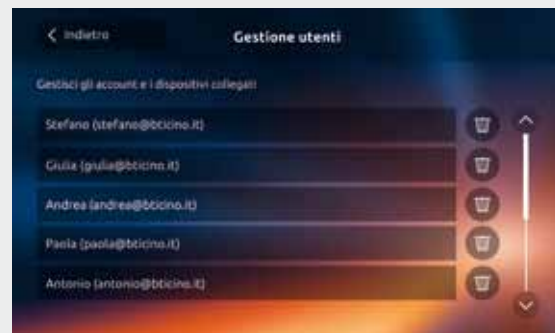 Indietro
Gestione utenti
Gestisci gli account e i dispositivi collegati
Stefano (stefano@bticino.it)
Giulia (giulia@bticino.it)
Andrea (andrea@bticino.it)
Paola (paola@bticino.it)
Antonio (antonio@bticino.it)